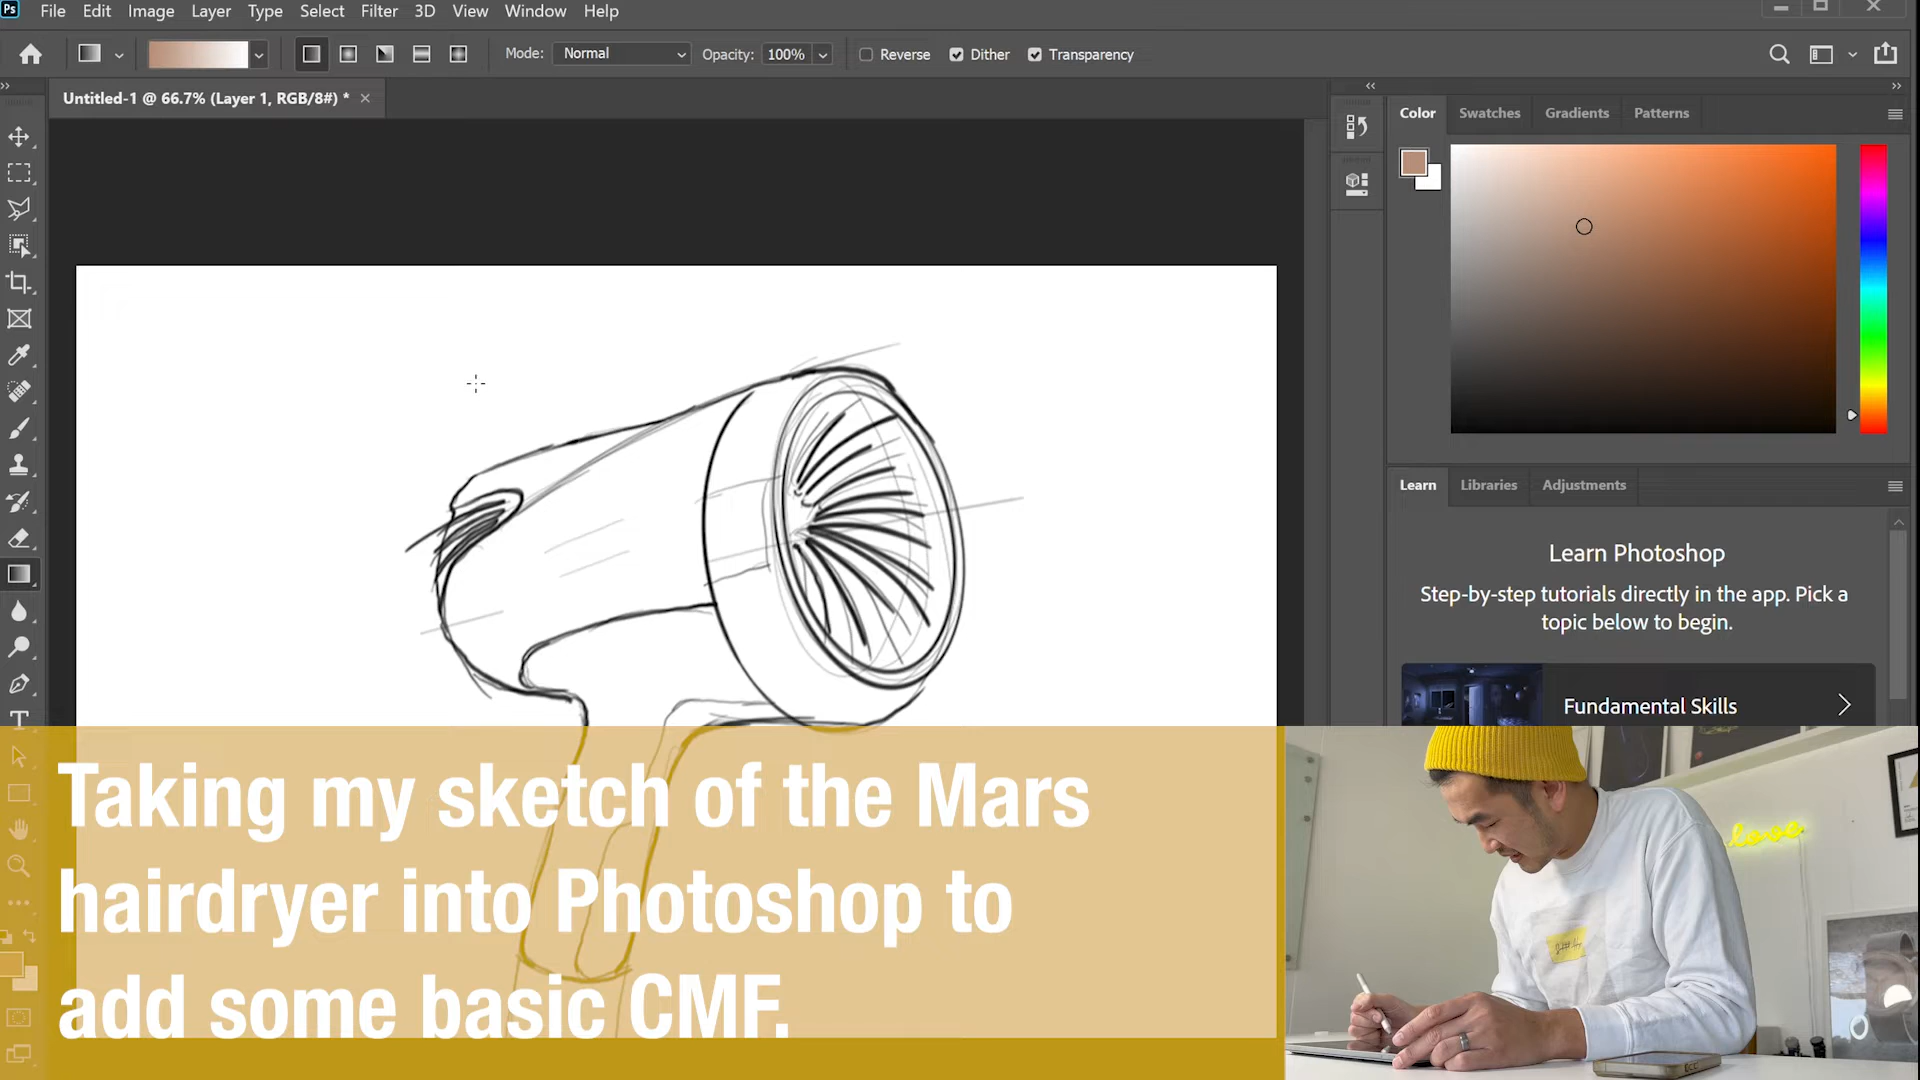 Ps File Edit Image Layer Type Select Filter 3D View Window Help
Mode: Normal Opacity: 100% Reverse Dither Transparency
Untitled-1 @ 66.7% (Layer 1, RGB/8#) *
Color Swatches Gradients Patterns
Learn Libraries Adjustments
Learn Photoshop
Step-by-step tutorials directly in the app. Pick a
topic below to begin.
Fundamental Skills
Taking my sketch of the Mars
hairdryer into Photoshop to
add some basic CMF.
love